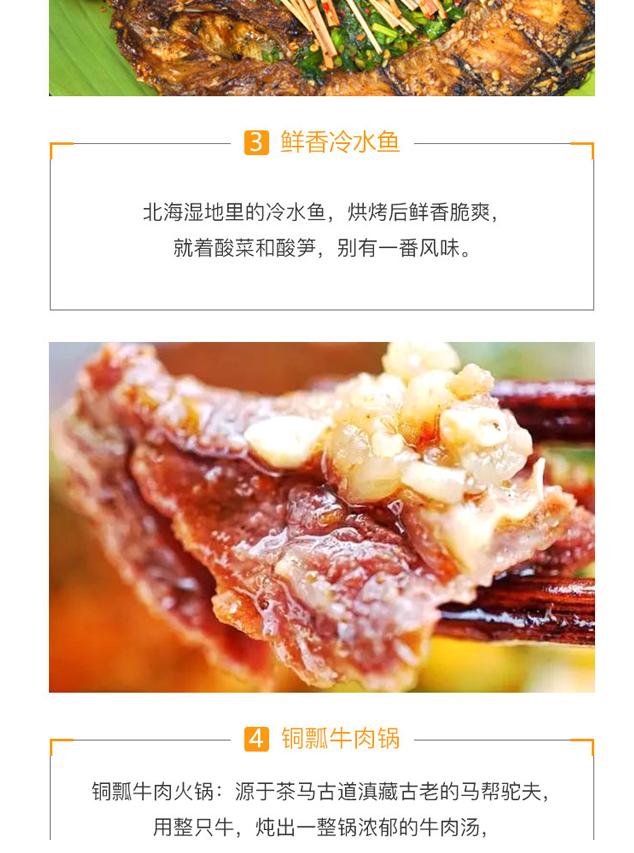 3 鲜香冷水鱼
北海湿地里的冷水鱼，烘烤后鲜香脆爽，
就着酸菜和酸笋，别有一番风味。
4 铜瓢牛肉锅
铜瓢牛肉火锅：源于茶马古道滇藏古老的马帮驼夫，
用整只牛，炖出一整锅浓郁的牛肉汤，